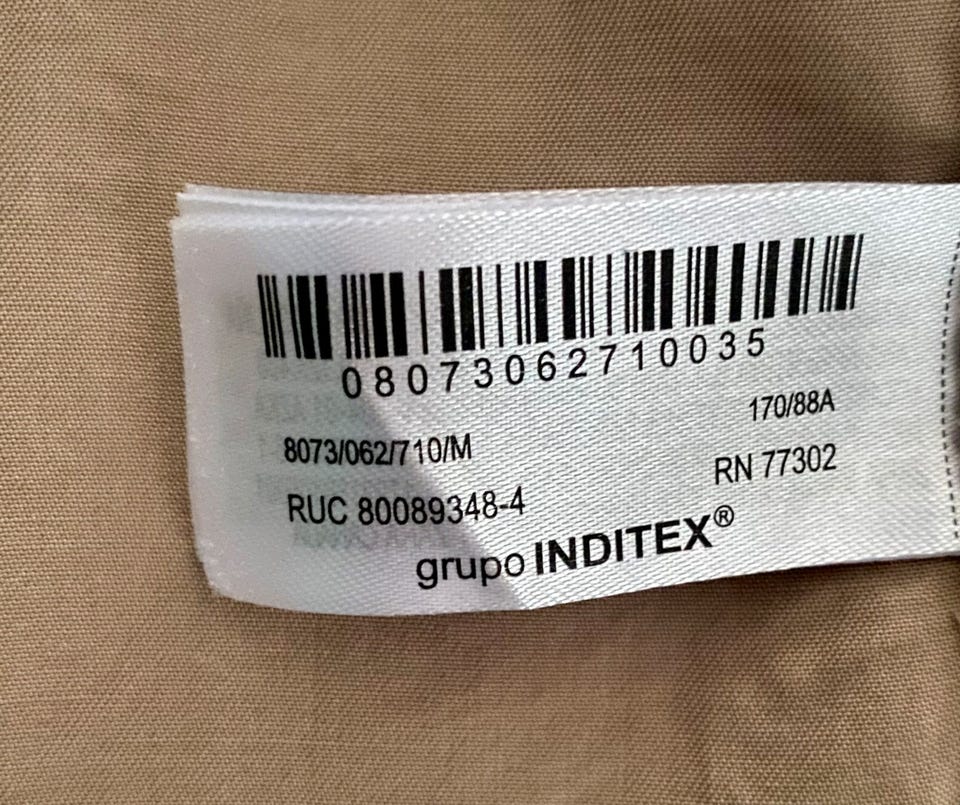 08073062710035
170/88A
8073/062/710/M
RN 77302
RUC 80089348-4
grupo INDITEX®